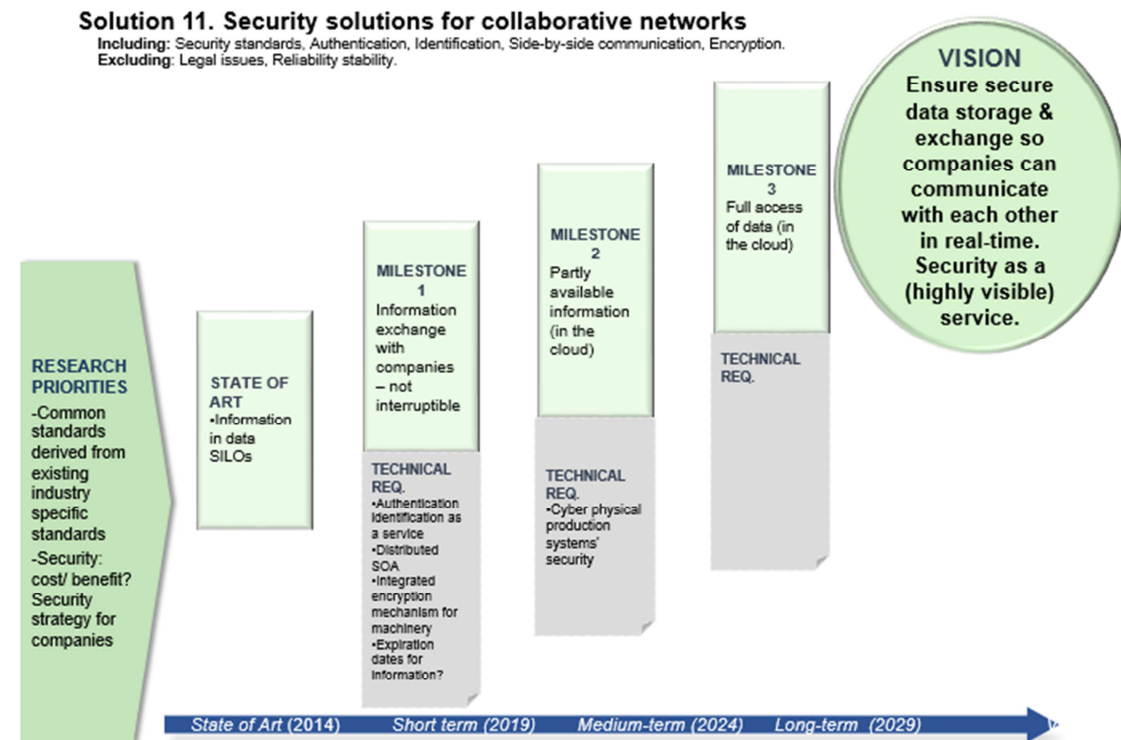 Solution 11. Security solutions for collaborative networks
Including: Security standards, Authentication, Identification, Side-by-side communication, Encryption.
Excluding: Legal issues, Reliability stability.
RESEARCH
PRIORITIES
-Common
standards
derived from
existing
industry
specific
standards
-Security:
cost/ benefit?
Security
strategy for
companies
STATE OF
ART
•Information
in data
SILOs
MILESTONE
1
Information
exchange
with
companies
– not
interruptible
TECHNICAL
REQ.
•Authentication
Identification as
a service
•Distributed
SOA
•Integrated
encryption
mechanism for
machinery
•Expiration
dates for
Information?
MILESTONE
2
Partly
available
information
(in the
cloud)
TECHNICAL
REQ.
•Cyber physical
production
systems'
security
MILESTONE
3
Full access
of data (in
the cloud)
TECHNICAL
REQ.
VISION
Ensure secure
data storage &
exchange so
companies can
communicate
with each other
in real-time.
Security as a
(highly visible)
service.
State of Art (2014) Short term (2019) Medium-term (2024) Long-term (2029)